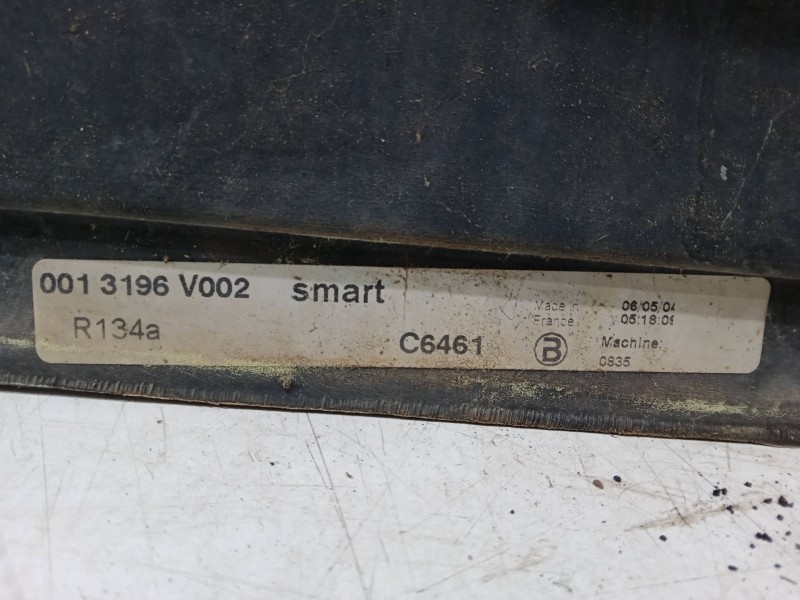 001 3196 V002 smart
R134a C6461 B
Made in France
06/05/04
05:18:09
Machine:
0835